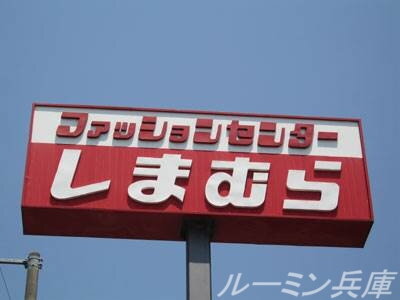 ファッションセンター
しまむら
ルーミン兵庫